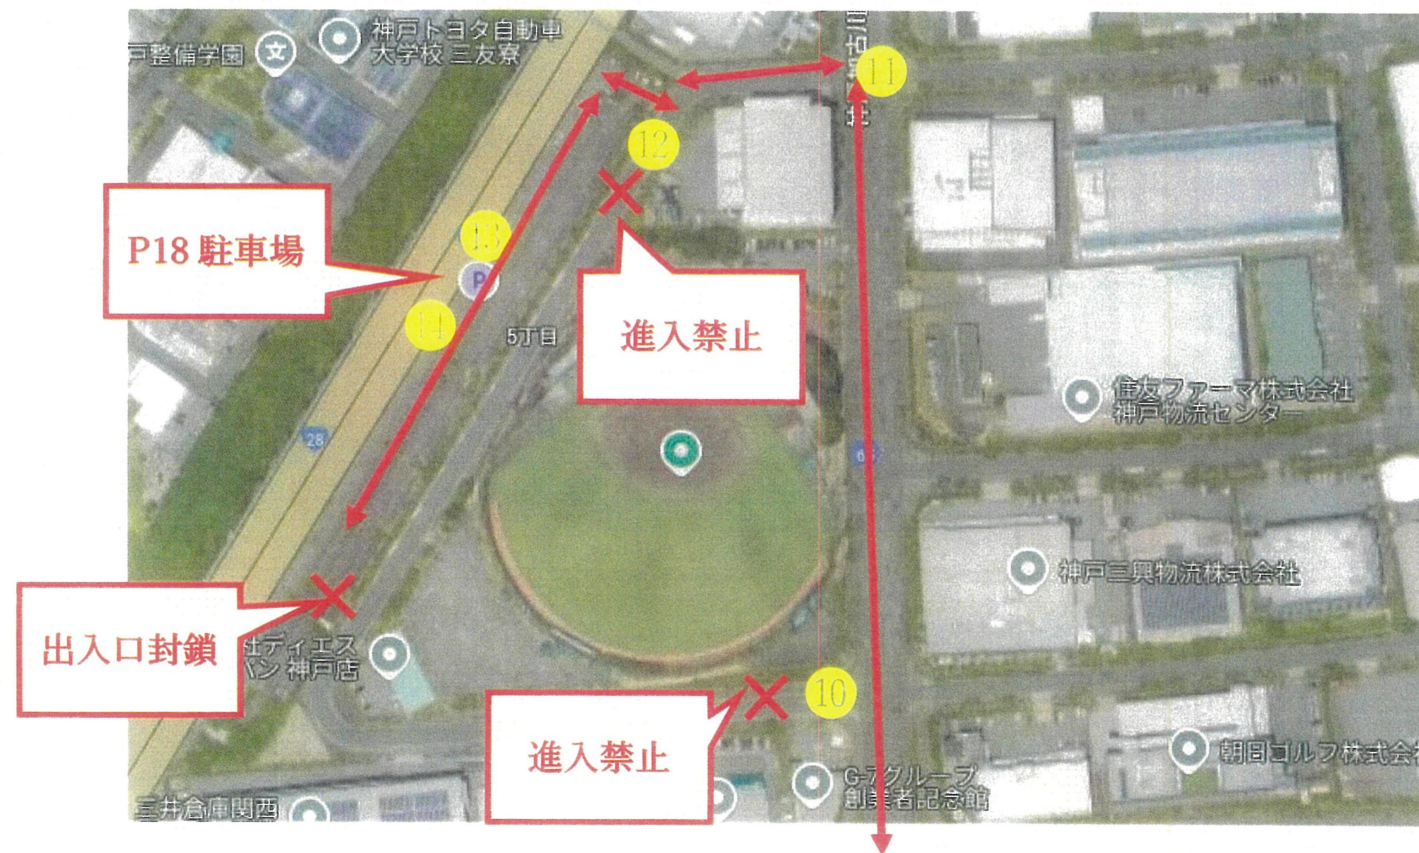 神戸トヨタ自動車
大学校 三友寮
戸整備学園
文
11
12
P18 駐車場
13
P
14
5丁目
進入禁止
28
住友ファーマ株式会社
神戸物流センター
出入口封鎖
社ディエス
パン 神戸店
神戸三興物流株式会社
10
進入禁止
朝日ゴルフ株式会社
G-7グループ
創業者記念館
三井倉庫関西